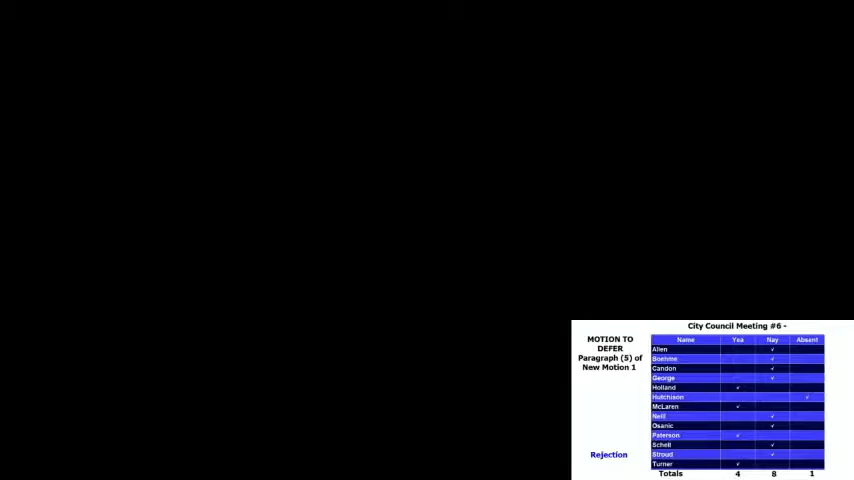 City Council Meeting #6 -
MOTION TO
DEFER
Paragraph (5) of
New Motion 1
Rejection
Name Yea Nay Absent
Allen √
Boehme √
Candon √
George √
Holland √
Hutchison √
McLaren √
Neill √
Osanic √
Paterson √
Schell √
Stroud √
Turner √
Totals 4 8 1